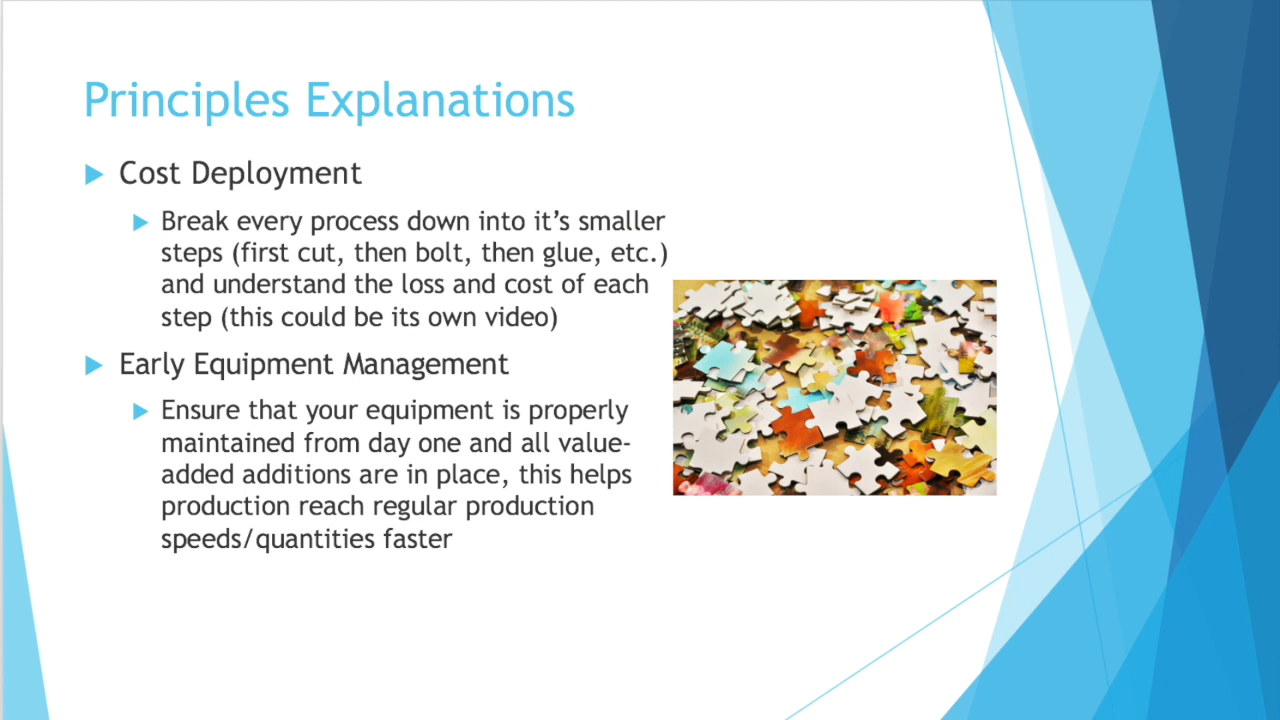 Principles Explanations
Cost Deployment
Break every process down into it’s smaller
steps (first cut, then bolt, then glue, etc.)
and understand the loss and cost of each
step (this could be its own video)
Early Equipment Management
Ensure that your equipment is properly
maintained from day one and all value-
added additions are in place, this helps
production reach regular production
speeds/quantities faster